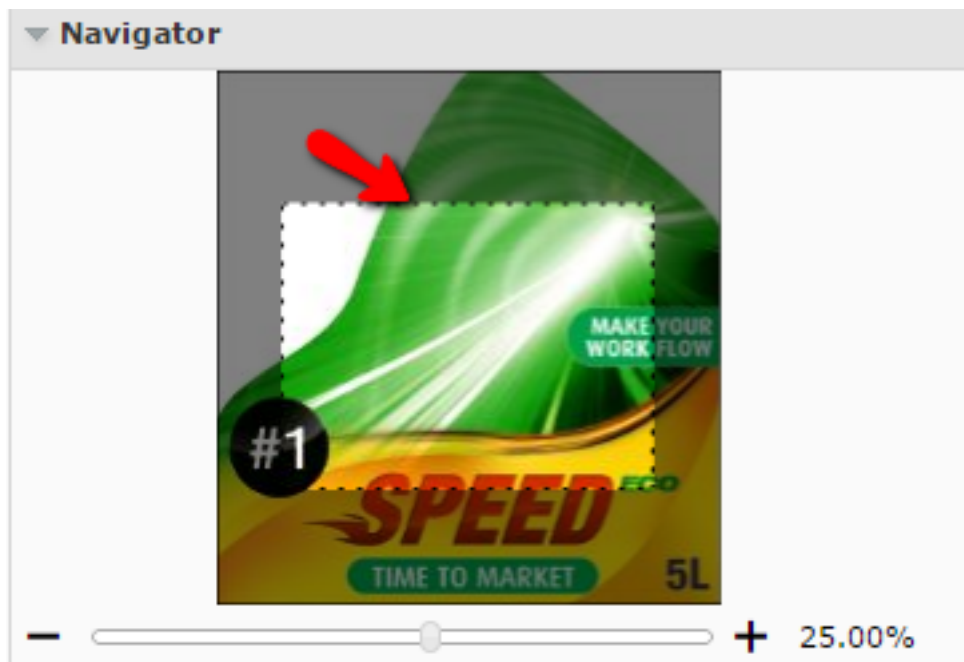 Navigator
MAKE YOUR
WORK FLOW
#1
SPEED ECO
TIME TO MARKET
5L
25.00%